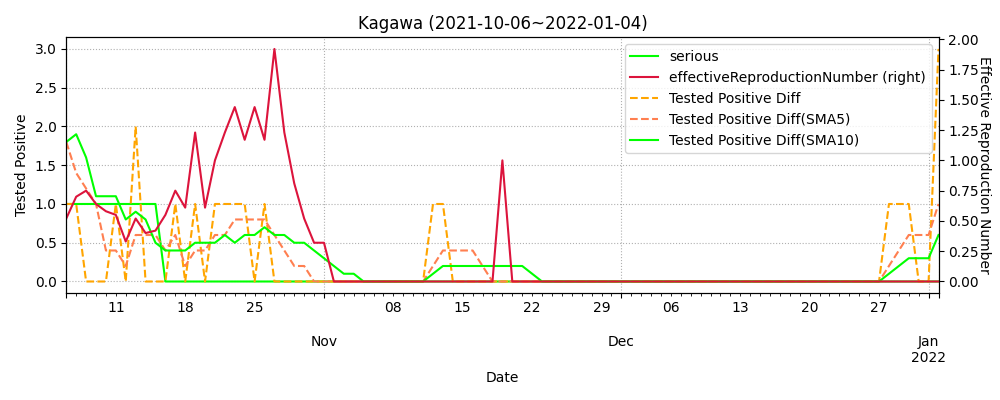 Kagawa (2021-10-06~2022-01-04)
serious
effectiveReproductionNumber (right)
Tested Positive Diff
Tested Positive Diff(SMA5)
Tested Positive Diff(SMA10)
Tested Positive
3.0
2.5
2.0
1.5
1.0
0.5
0.0
Effective Reproduction Number
2.00
1.75
1.50
1.25
1.00
0.75
0.50
0.25
0.00
11 18 25 08 15 22 29 06 13 20 27
Nov Dec Jan
2022
Date